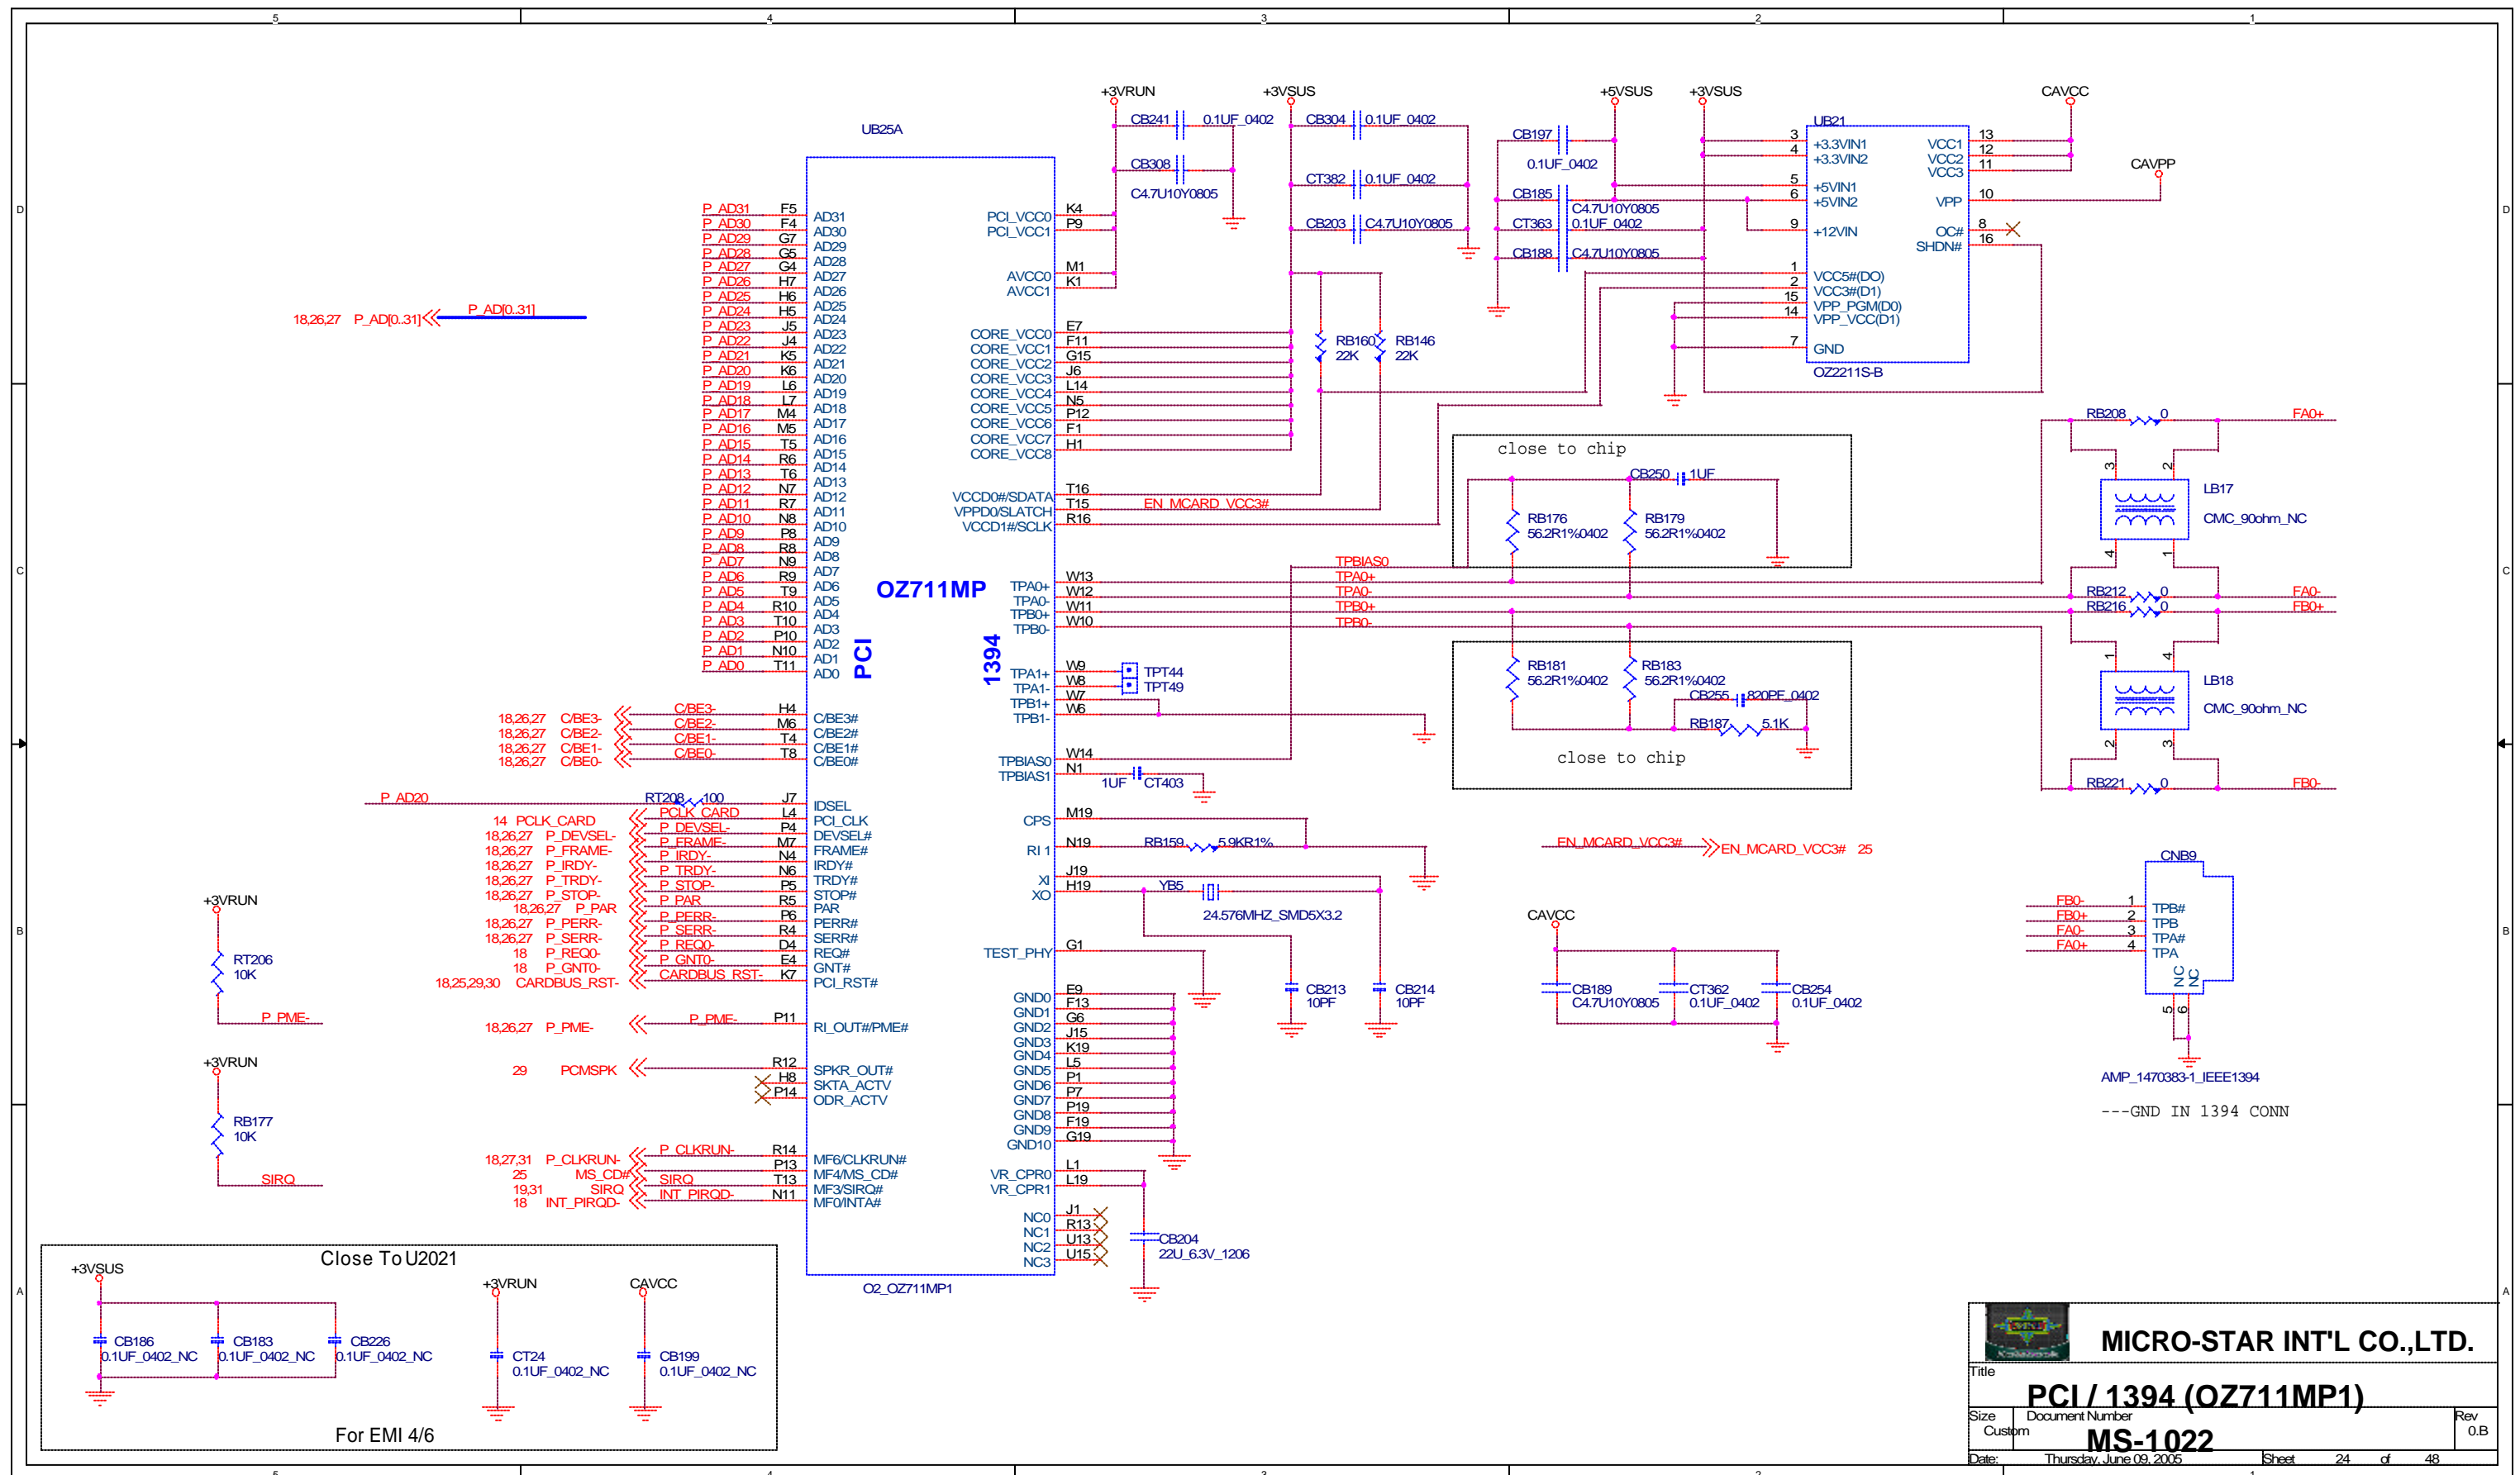 5 4 3 2 1
D
C
B
A
D
C
B
A
5 4 3 2 1
UB25A
OZ711MP
PCI
1394
O2_OZ711MP1
18,26,27 P_AD[0..31]
P_AD[0..31]
P_AD31 F5 AD31
P_AD30 F4 AD30
P_AD29 G7 AD29
P_AD28 G5 AD28
P_AD27 G4 AD27
P_AD26 H7 AD26
P_AD25 H6 AD25
P_AD24 H5 AD24
P_AD23 J5 AD23
P_AD22 J4 AD22
P_AD21 K5 AD21
P_AD20 K6 AD20
P_AD19 L6 AD19
P_AD18 L7 AD18
P_AD17 M4 AD17
P_AD16 M5 AD16
P_AD15 T5 AD15
P_AD14 R6 AD14
P_AD13 T6 AD13
P_AD12 N7 AD12
P_AD11 R7 AD11
P_AD10 N8 AD10
P_AD9 P8 AD9
P_AD8 R8 AD8
P_AD7 N9 AD7
P_AD6 R9 AD6
P_AD5 T9 AD5
P_AD4 R10 AD4
P_AD3 T10 AD3
P_AD2 P10 AD2
P_AD1 N10 AD1
P_AD0 T11 AD0
18,26,27 C/BE3- C/BE3- H4 C/BE3#
18,26,27 C/BE2- C/BE2- M6 C/BE2#
18,26,27 C/BE1- C/BE1- T4 C/BE1#
18,26,27 C/BE0- C/BE0- T8 C/BE0#
P_AD20 RT208 100 J7 IDSEL
14 PCLK_CARD PCLK_CARD L4 PCI_CLK
18,26,27 P_DEVSEL- P_DEVSEL- P4 DEVSEL#
18,26,27 P_FRAME- P_FRAME- M7 FRAME#
18,26,27 P_IRDY- P_IRDY- N4 IRDY#
18,26,27 P_TRDY- P_TRDY- N6 TRDY#
18,26,27 P_STOP- P_STOP- P5 STOP#
18,26,27 P_PAR P_PAR R5 PAR
18,26,27 P_PERR- P_PERR- P6 PERR#
18,26,27 P_SERR- P_SERR- R4 SERR#
18 P_REQ0- P_REQ0- D4 REQ#
18 P_GNT0- P_GNT0- E4 GNT#
18,25,29,30 CARDBUS_RST- CARDBUS_RST- K7 PCI_RST#
18,26,27 P_PME- P_PME- P11 RI_OUT#/PME#
29 PCMSPK R12 SPKR_OUT#
H8 SKTA_ACTV
P14 ODR_ACTV
18,27,31 P_CLKRUN- P_CLKRUN- R14 MF6/CLKRUN#
25 MS_CD# P13 MF4/MS_CD#
19,31 SIRQ SIRQ T13 MF3/SIRQ#
18 INT_PIRQD- INT_PIRQD- N11 MF0/INTA#
+3VRUN
RT206
10K
P_PME-
+3VRUN
RB177
10K
SIRQ
PCI_VCC0 K4
PCI_VCC1 P9
AVCC0 M1
AVCC1 K1
CORE_VCC0 E7
CORE_VCC1 F11
CORE_VCC2 G15
CORE_VCC3 J6
CORE_VCC4 L14
CORE_VCC5 N5
CORE_VCC6 P12
CORE_VCC7 F1
CORE_VCC8 H1
VCCD0#/SDATA T16
VPPD0/SLATCH T15 EN_MCARD_VCC3#
VCCD1#/SCLK R16
TPA0+ W13
TPA0- W12
TPB0+ W11
TPB0- W10
TPA1+ W9 TPT44
TPA1- W8 TPT49
TPB1+ W7
TPB1- W6
TPBIAS0 W14
TPBIAS1 N1 1UF CT403
CPS M19
RI 1 N19 RB159 5.9KR1%
XI J19
XO H19 YB5
24.576MHZ_SMD5X3.2
TEST_PHY G1
CB213
10PF
CB214
10PF
GND0 E9
GND1 F13
GND2 G6
GND3 J15
GND4 K19
GND5 L5
GND6 P1
GND7 P7
GND8 P19
GND9 F19
GND10 G19
VR_CPR0 L1
VR_CPR1 L19
NC0 J1
NC1 R13
NC2 U13
NC3 U15
CB204
22U_6.3V_1206
+3VRUN
CB241 0.1UF_0402
CB308
C4.7U10Y0805
+3VSUS
CB304 0.1UF_0402
CT382 0.1UF_0402
CB203 C4.7U10Y0805
RB160
22K
RB146
22K
+5VSUS
+3VSUS
CB197
0.1UF_0402
CB185
C4.7U10Y0805
CT363 0.1UF_0402
CB188 C4.7U10Y0805
UB21
3 +3.3VIN1
4 +3.3VIN2
5 +5VIN1
6 +5VIN2
9 +12VIN
1 VCC5#(DO)
2 VCC3#(D1)
15 VPP_PGM(D0)
14 VPP_VCC(D1)
7 GND
VCC1 13
VCC2 12
VCC3 11
VPP 10
OC# 8
SHDN# 16
OZ2211S-B
CAVCC
CAVPP
close to chip
CB250 1UF
RB176
56.2R1%0402
RB179
56.2R1%0402
TPBIAS0
TPA0+
TPA0-
TPB0+
TPB0-
RB181
56.2R1%0402
RB183
56.2R1%0402
CB255 820PF_0402
RB187 5.1K
close to chip
RB208 0 FA0+
3 2
LB17
CMC_90ohm_NC
4 1
RB212 0 FA0-
RB216 0 FB0+
1 4
LB18
CMC_90ohm_NC
2 3
RB221 0 FB0-
EN_MCARD_VCC3# EN_MCARD_VCC3# 25
CAVCC
CB189
C4.7U10Y0805
CT362
0.1UF_0402
CB254
0.1UF_0402
CNB9
FB0- 1 TPB#
FB0+ 2 TPB
FA0- 3 TPA#
FA0+ 4 TPA
NC
NC
5
6
AMP_1470383-1_IEEE1394
---GND IN 1394 CONN
Close To U2021
+3VSUS
CB186
0.1UF_0402_NC
CB183
0.1UF_0402_NC
CB226
0.1UF_0402_NC
+3VRUN
CT24
0.1UF_0402_NC
CAVCC
CB199
0.1UF_0402_NC
For EMI 4/6
MICRO-STAR INT'L CO.,LTD.
Title
PCI / 1394 (OZ711MP1)
Size
Custom
Document Number
MS-1022
Rev
0.B
Date: Thursday, June 09, 2005
Sheet 24 of 48